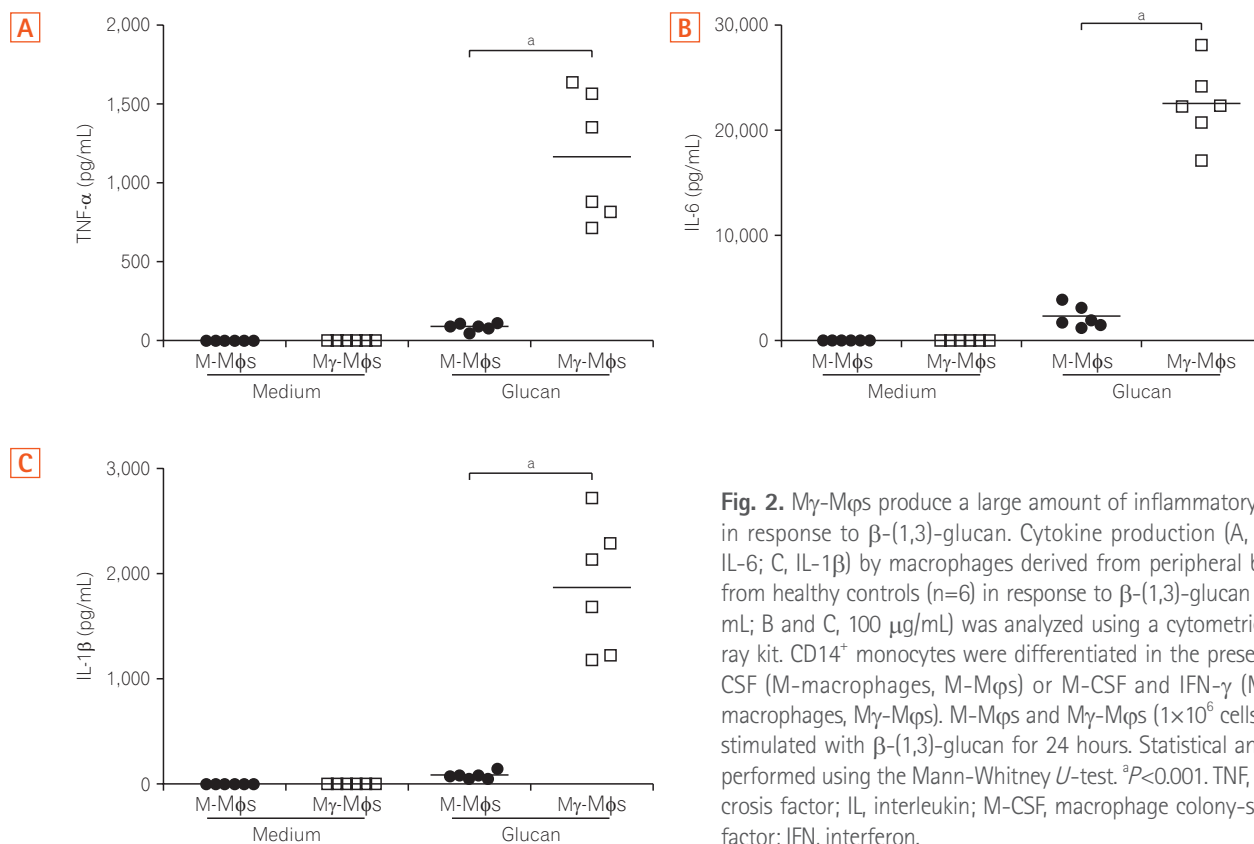 A
2,000
1,500
1,000
500
0
TNF-α (pg/mL)
a
M-Mϕs Mγ-Mϕs M-Mϕs Mγ-Mϕs
Medium Glucan
B
30,000
20,000
10,000
0
IL-6 (pg/mL)
a
M-Mϕs Mγ-Mϕs M-Mϕs Mγ-Mϕs
Medium Glucan
C
3,000
2,000
1,000
0
IL-1β (pg/mL)
a
M-Mϕs Mγ-Mϕs M-Mϕs Mγ-Mϕs
Medium Glucan
Fig. 2. Mγ-Mφs produce a large amount of inflammatory
in response to β-(1,3)-glucan. Cytokine production (A,
IL-6; C, IL-1β) by macrophages derived from peripheral b
from healthy controls (n=6) in response to β-(1,3)-glucan
mL; B and C, 100 μg/mL) was analyzed using a cytometri
ray kit. CD14⁺ monocytes were differentiated in the prese
CSF (M-macrophages, M-Mφs) or M-CSF and IFN-γ (M
macrophages, Mγ-Mφs). M-Mφs and Mγ-Mφs (1×10⁶ cells
stimulated with β-(1,3)-glucan for 24 hours. Statistical an
performed using the Mann-Whitney U-test. ᵃP<0.001. TNF,
crosis factor; IL, interleukin; M-CSF, macrophage colony-s
factor; IFN, interferon.